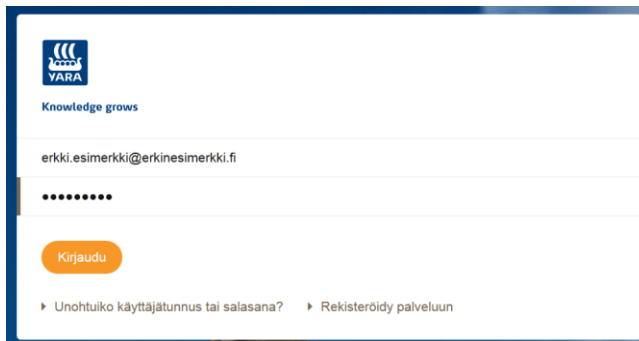 YARA
Knowledge grows
erkki.esimerkki@erkinesimerkki.fi
•••••••••
Kirjaudu
Unohtuiko käyttäjätunnus tai salasana? Rekisteröidy palveluun